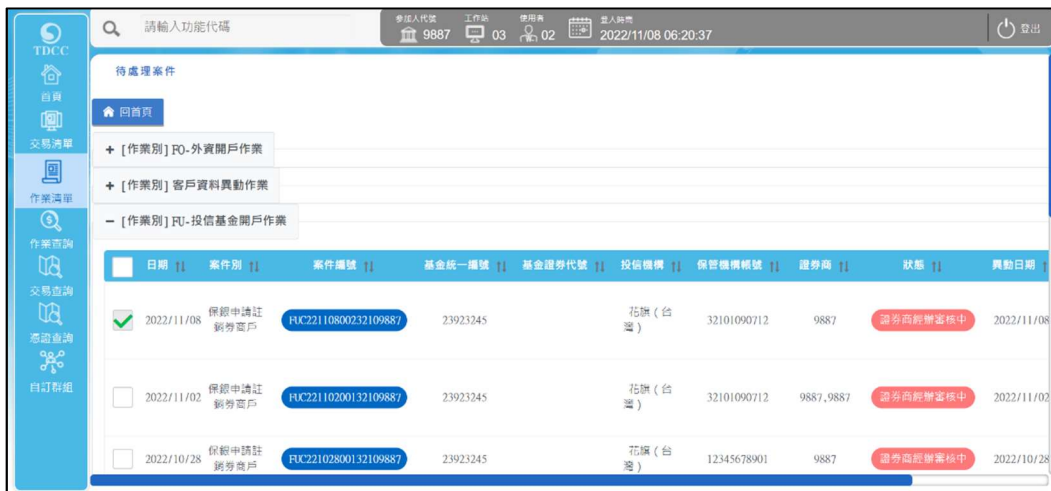 TDCC
首頁
交易清單
作業清單
作業查詢
交易查詢
憑證查詢
自訂群組
請輸入功能代碼
參加人代號 工作站 使用者 登入時間
9887 03 02 2022/11/08 06:20:37
登出
待處理案件
回首頁
+ [作業別] FO-外資開戶作業
+ [作業別] 客戶資料異動作業
− [作業別] FU-投信基金開戶作業
日期 案件別 案件編號 基金統一編號 基金證券代號 投信機構 保管機構帳號 證券商 狀態 異動日期
2022/11/08 保銀申請註銷券商戶 FUC22110800232109887 23923245 花旗(台灣) 32101090712 9887 證券商經辦審核中 2022/11/08
2022/11/02 保銀申請註銷券商戶 FUC22110200132109887 23923245 花旗(台灣) 32101090712 9887,9887 證券商經辦審核中 2022/11/02
2022/10/28 保銀申請註銷券商戶 FUC22102800132109887 23923245 花旗(台灣) 12345678901 9887 證券商經辦審核中 2022/10/28